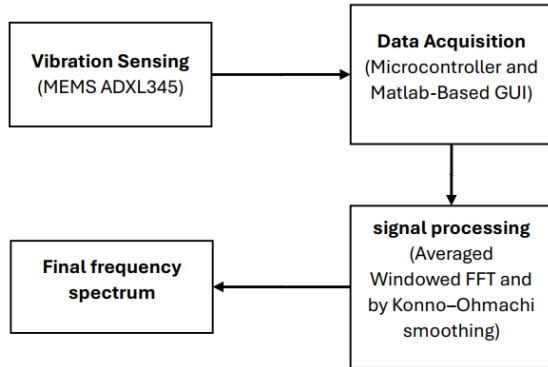 Vibration Sensing
(MEMS ADXL345)
Data Acquisition
(Microcontroller and
Matlab-Based GUI)
signal processing
(Averaged
Windowed FFT and
by Konno–Ohmachi
smoothing)
Final frequency
spectrum